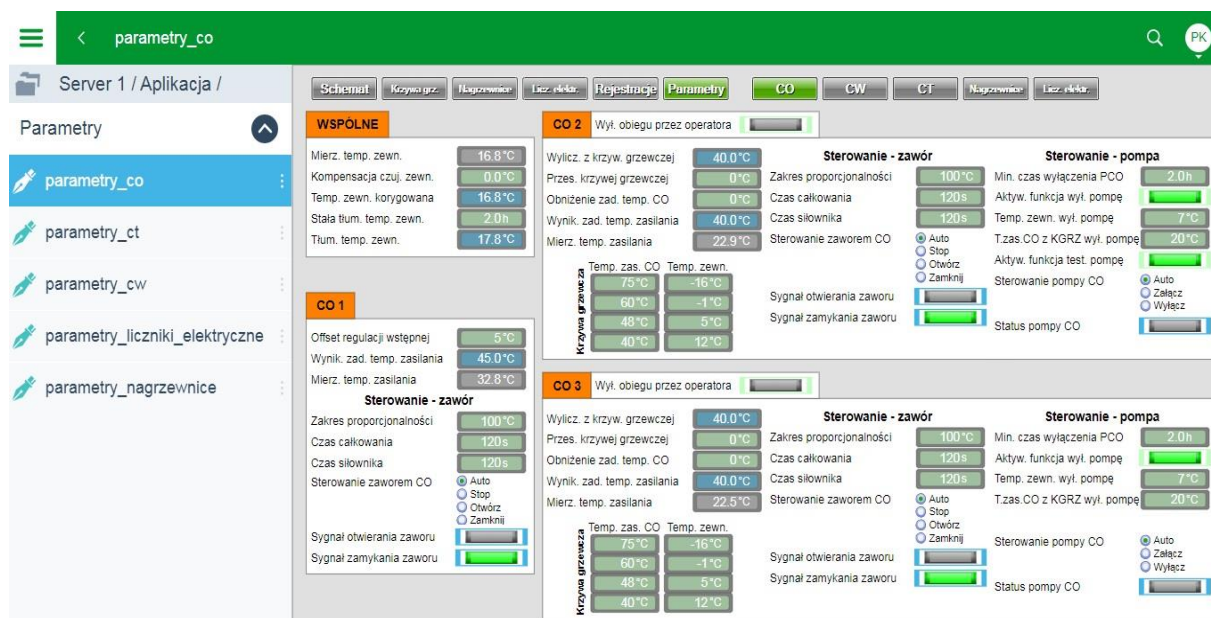 parametry_co
PK
Server 1 / Aplikacja /
Parametry
parametry_co
parametry_ct
parametry_cw
parametry_liczniki_elektryczne
parametry_nagrzewnice
Schemat Krzywa grz. Nagrzewnice Licz. elektr. Rejestracje Parametry CO CW CT Nagrzewnice Licz. elektr.
WSPÓLNE
Mierz. temp. zewn. 16.8°C
Kompensacja czuj. zewn. 0.0°C
Temp. zewn. korygowana 16.8°C
Stała tłum. temp. zewn. 2.0h
Tłum. temp. zewn. 17.8°C
CO 1
Offset regulacji wstępnej 5°C
Wynik. zad. temp. zasilania 45.0°C
Mierz. temp. zasilania 32.8°C
Sterowanie - zawór
Zakres proporcjonalności 100°C
Czas całkowania 120s
Czas siłownika 120s
Sterowanie zaworem CO Auto
Stop
Otwórz
Zamknij
Sygnał otwierania zaworu
Sygnał zamykania zaworu
CO 2 Wył. obiegu przez operatora
Wylicz. z krzyw. grzewczej 40.0°C
Przes. krzywej grzewczej 0°C
Obniżenie zad. temp. CO 0°C
Wynik. zad. temp. zasilania 40.0°C
Mierz. temp. zasilania 22.9°C
Krzywa grzewcza
Temp. zas. CO Temp. zewn.
75°C -16°C
60°C -1°C
48°C 5°C
40°C 12°C
Sterowanie - zawór
Zakres proporcjonalności 100°C
Czas całkowania 120s
Czas siłownika 120s
Sterowanie zaworem CO Auto
Stop
Otwórz
Zamknij
Sygnał otwierania zaworu
Sygnał zamykania zaworu
Sterowanie - pompa
Min. czas wyłączenia PCO 2.0h
Aktyw. funkcja wył. pompę
Temp. zewn. wył. pompę 7°C
T.zas.CO z KGRZ wył. pompę 20°C
Aktyw. funkcja test. pompę
Sterowanie pompy CO Auto
Załącz
Wyłącz
Status pompy CO
CO 3 Wył. obiegu przez operatora
Wylicz. z krzyw. grzewczej 40.0°C
Przes. krzywej grzewczej 0°C
Obniżenie zad. temp. CO 0°C
Wynik. zad. temp. zasilania 40.0°C
Mierz. temp. zasilania 22.5°C
Krzywa grzewcza
Temp. zas. CO Temp. zewn.
75°C -16°C
60°C -1°C
48°C 5°C
40°C 12°C
Sterowanie - zawór
Zakres proporcjonalności 100°C
Czas całkowania 120s
Czas siłownika 120s
Sterowanie zaworem CO Auto
Stop
Otwórz
Zamknij
Sygnał otwierania zaworu
Sygnał zamykania zaworu
Sterowanie - pompa
Min. czas wyłączenia PCO 2.0h
Aktyw. funkcja wył. pompę
Temp. zewn. wył. pompę 7°C
T.zas.CO z KGRZ wył. pompę 20°C
Sterowanie pompy CO Auto
Załącz
Wyłącz
Status pompy CO